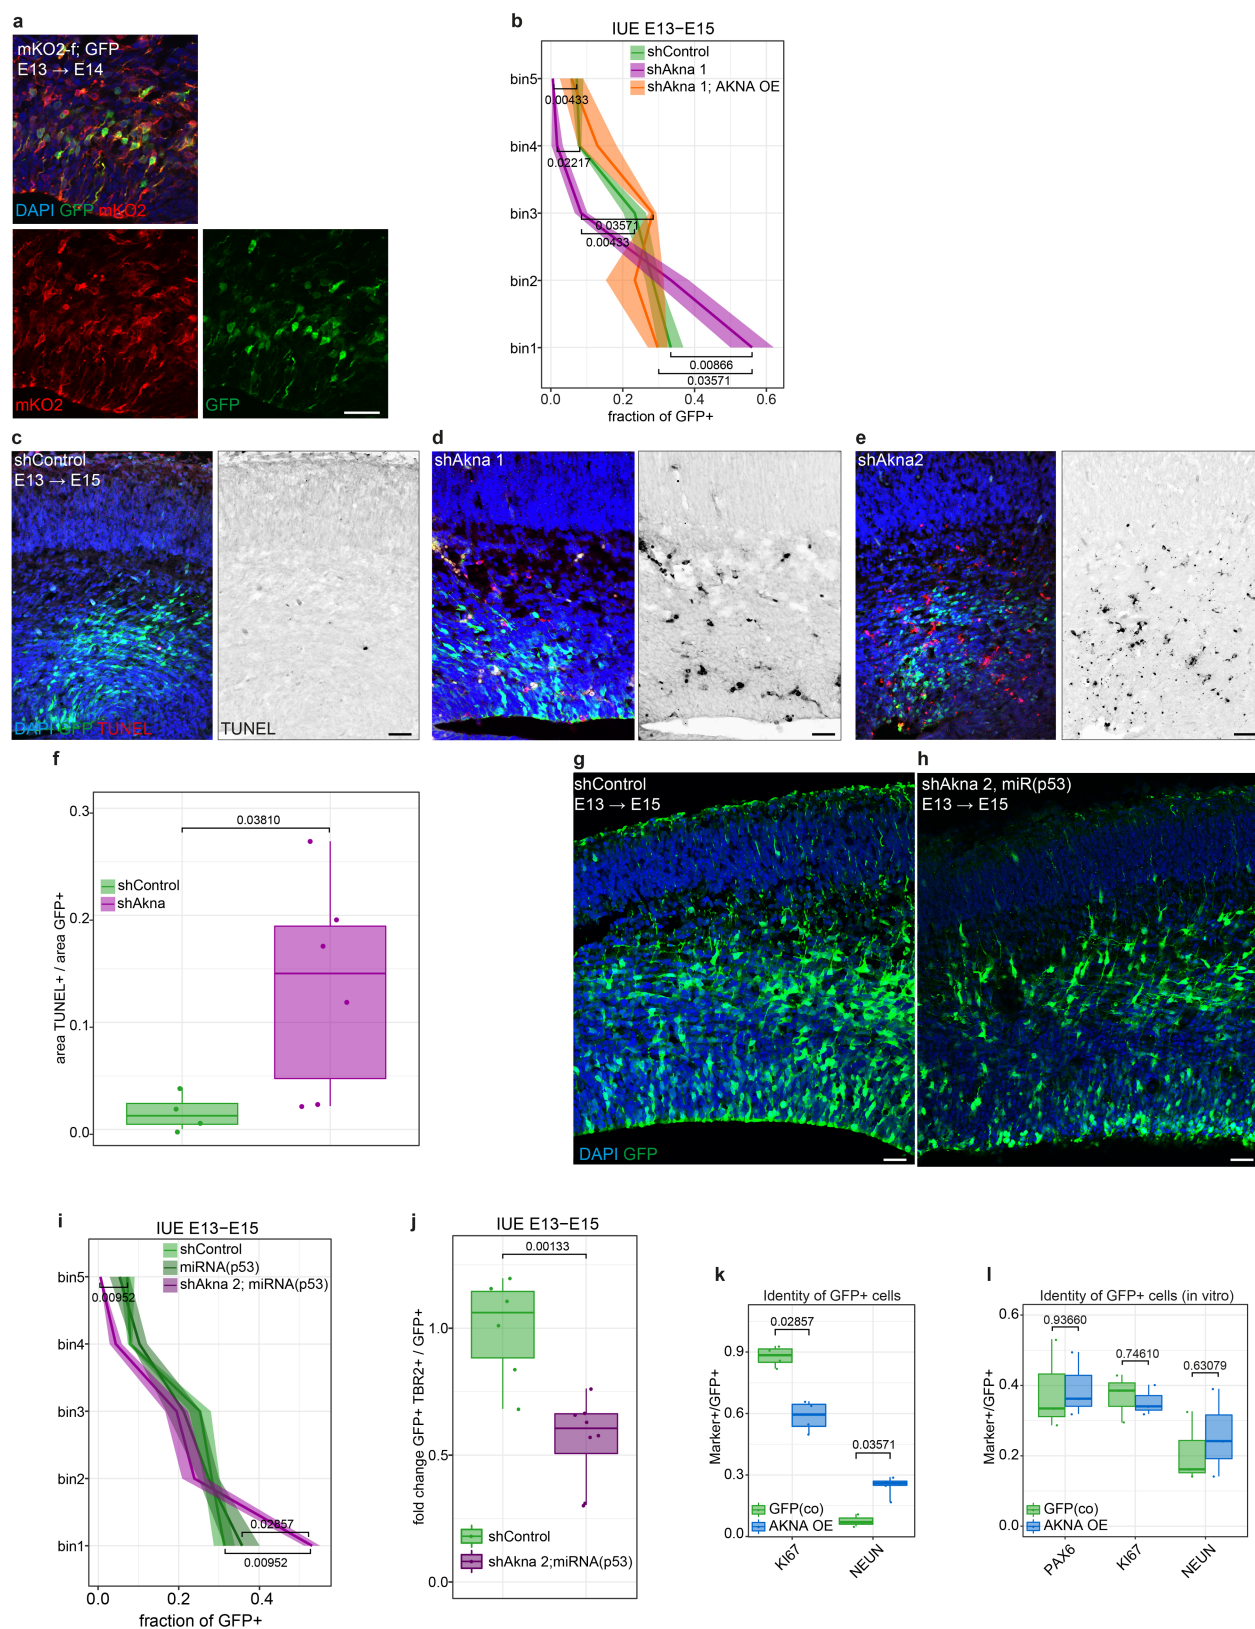 a
mKO2-f; GFP
E13 → E14
DAPI GFP mKO2
mKO2
GFP
b
IUE E13−E15
shControl
shAkna 1
shAkna 1; AKNA OE
bin5
bin4
bin3
bin2
bin1
0.00433
0.02217
0.03571
0.00433
0.00866
0.03571
0.0
0.2
0.4
0.6
fraction of GFP+
c
shControl
E13 → E15
DAPI GFP TUNEL
TUNEL
d
shAkna 1
e
shAkna2
f
0.3
0.2
0.1
0.0
area TUNEL+ / area GFP+
0.03810
shControl
shAkna
g
shControl
E13 → E15
DAPI GFP
h
shAkna 2, miR(p53)
E13 → E15
i
IUE E13−E15
shControl
miRNA(p53)
shAkna 2; miRNA(p53)
bin5
bin4
bin3
bin2
bin1
0.00952
0.02857
0.00952
0.0
0.2
0.4
fraction of GFP+
j
IUE E13−E15
0.00133
1.0
0.5
0.0
fold change GFP+ TBR2+ / GFP+
shControl
shAkna 2;miRNA(p53)
k
Identity of GFP+ cells
0.02857
0.03571
0.9
0.6
0.3
0.0
Marker+/GFP+
GFP(co)
AKNA OE
KI67
NEUN
l
Identity of GFP+ cells (in vitro)
0.93660
0.74610
0.63079
0.6
0.4
0.2
0.0
Marker+/GFP+
GFP(co)
AKNA OE
PAX6
KI67
NEUN